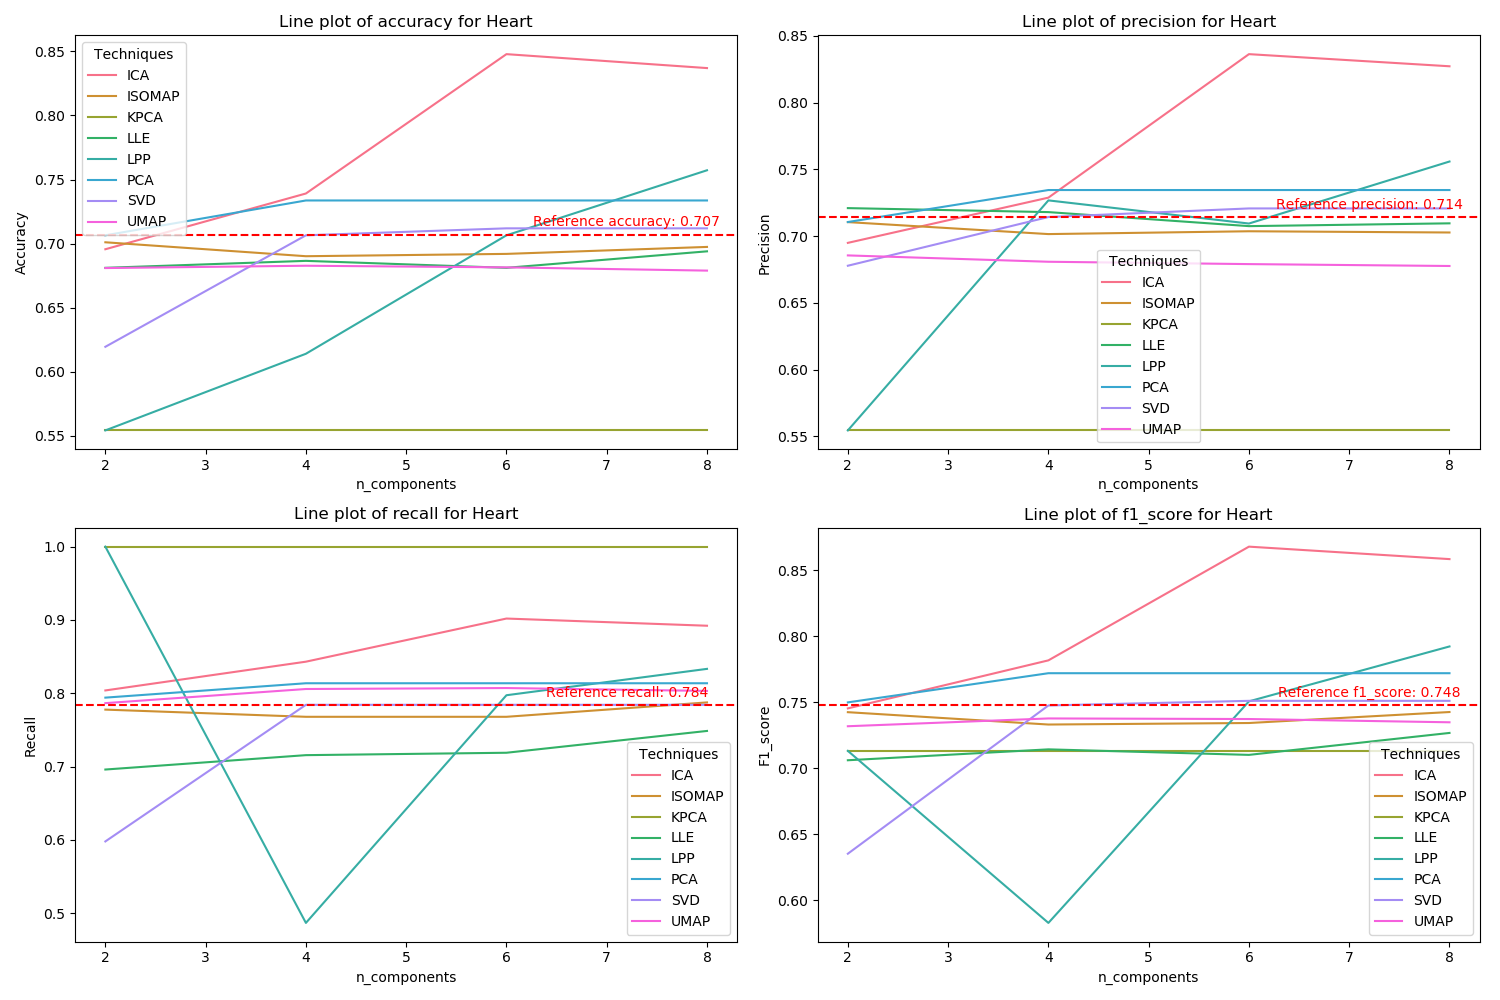 Line plot of accuracy for Heart
Accuracy
0.85
0.80
0.75
0.70
0.65
0.60
0.55
Techniques
ICA
ISOMAP
KPCA
LLE
LPP
PCA
SVD
UMAP
Reference accuracy: 0.707
2 3 4 5 6 7 8
n_components
Line plot of precision for Heart
Precision
0.85
0.80
0.75
0.70
0.65
0.60
0.55
Reference precision: 0.714
Techniques
ICA
ISOMAP
KPCA
LLE
LPP
PCA
SVD
UMAP
2 3 4 5 6 7 8
n_components
Line plot of recall for Heart
Recall
1.0
0.9
0.8
0.7
0.6
0.5
Reference recall: 0.784
Techniques
ICA
ISOMAP
KPCA
LLE
LPP
PCA
SVD
UMAP
2 3 4 5 6 7 8
n_components
Line plot of f1_score for Heart
F1_score
0.85
0.80
0.75
0.70
0.65
0.60
Reference f1_score: 0.748
Techniques
ICA
ISOMAP
KPCA
LLE
LPP
PCA
SVD
UMAP
2 3 4 5 6 7 8
n_components